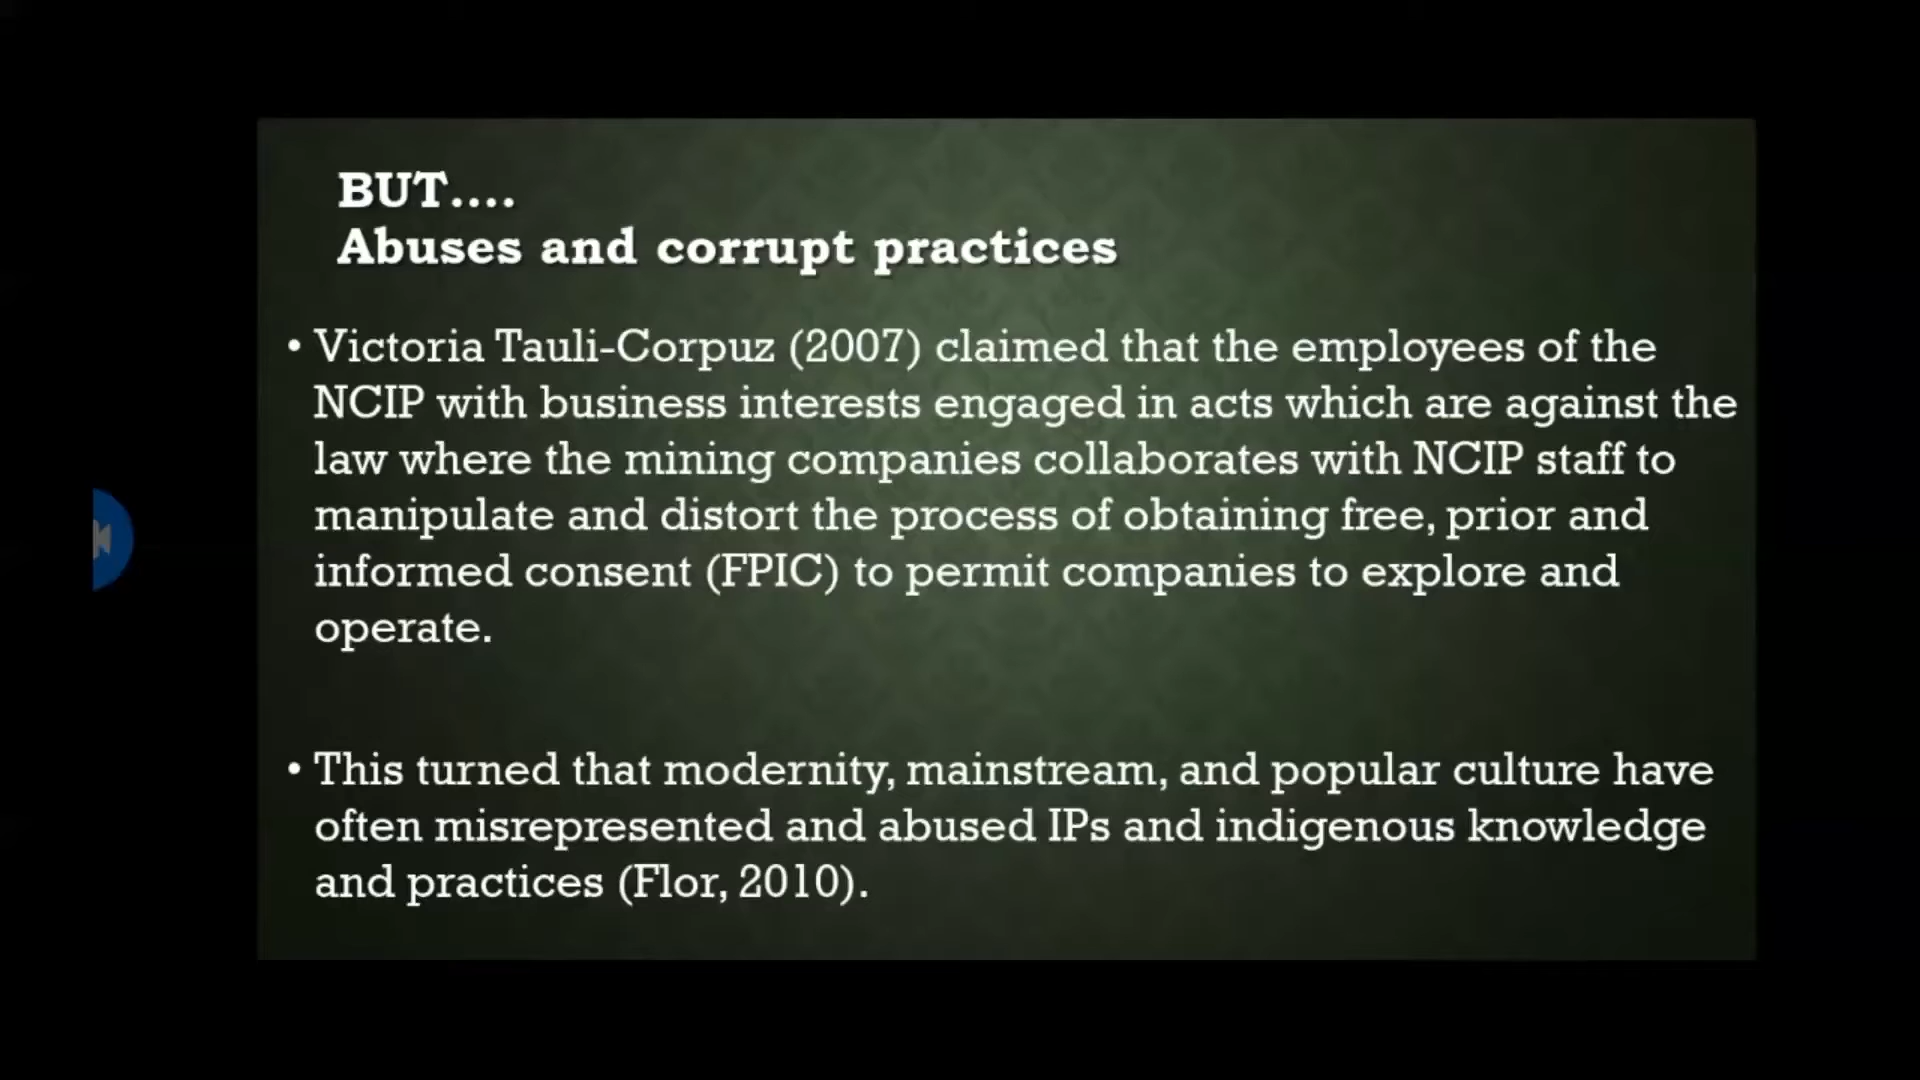 BUT....
Abuses and corrupt practices
• Victoria Tauli-Corpuz (2007) claimed that the employees of the
NCIP with business interests engaged in acts which are against the
law where the mining companies collaborates with NCIP staff to
manipulate and distort the process of obtaining free, prior and
informed consent (FPIC) to permit companies to explore and
operate.
• This turned that modernity, mainstream, and popular culture have
often misrepresented and abused IPs and indigenous knowledge
and practices (Flor, 2010).